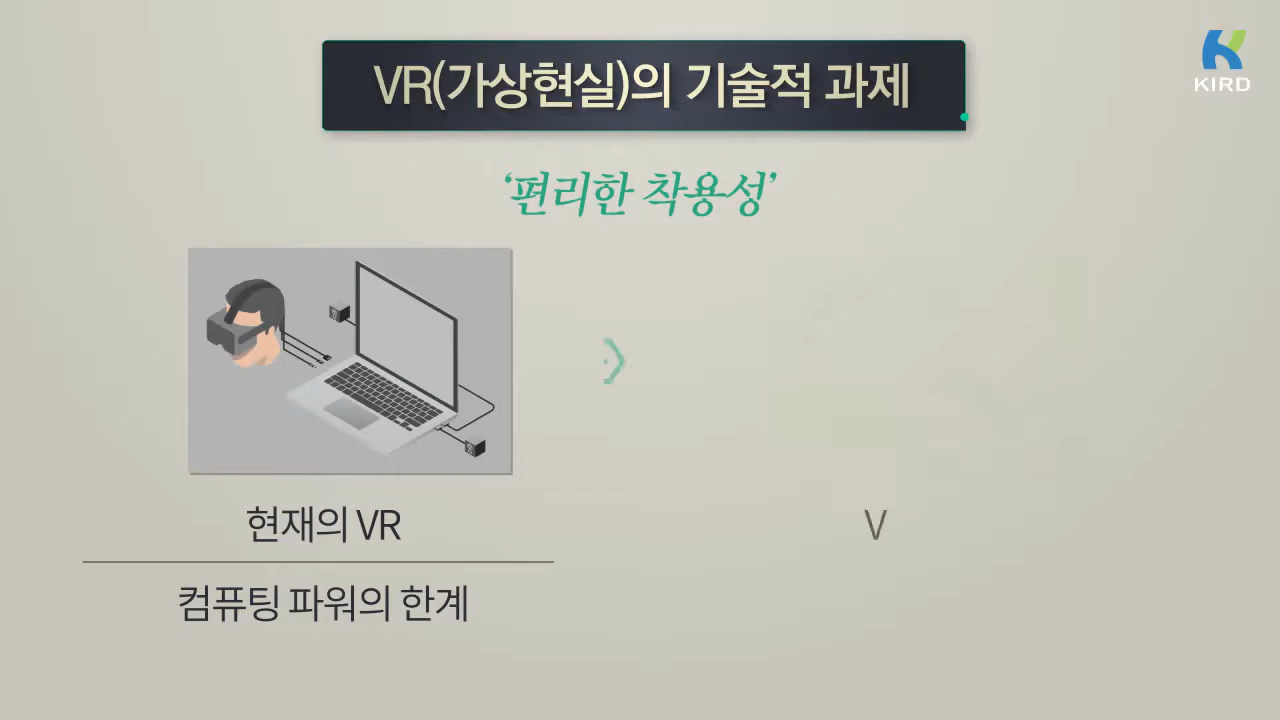 VR(가상현실)의 기술적 과제
KIRD
‘편리한 착용성’
현재의 VR
V
컴퓨팅 파워의 한계